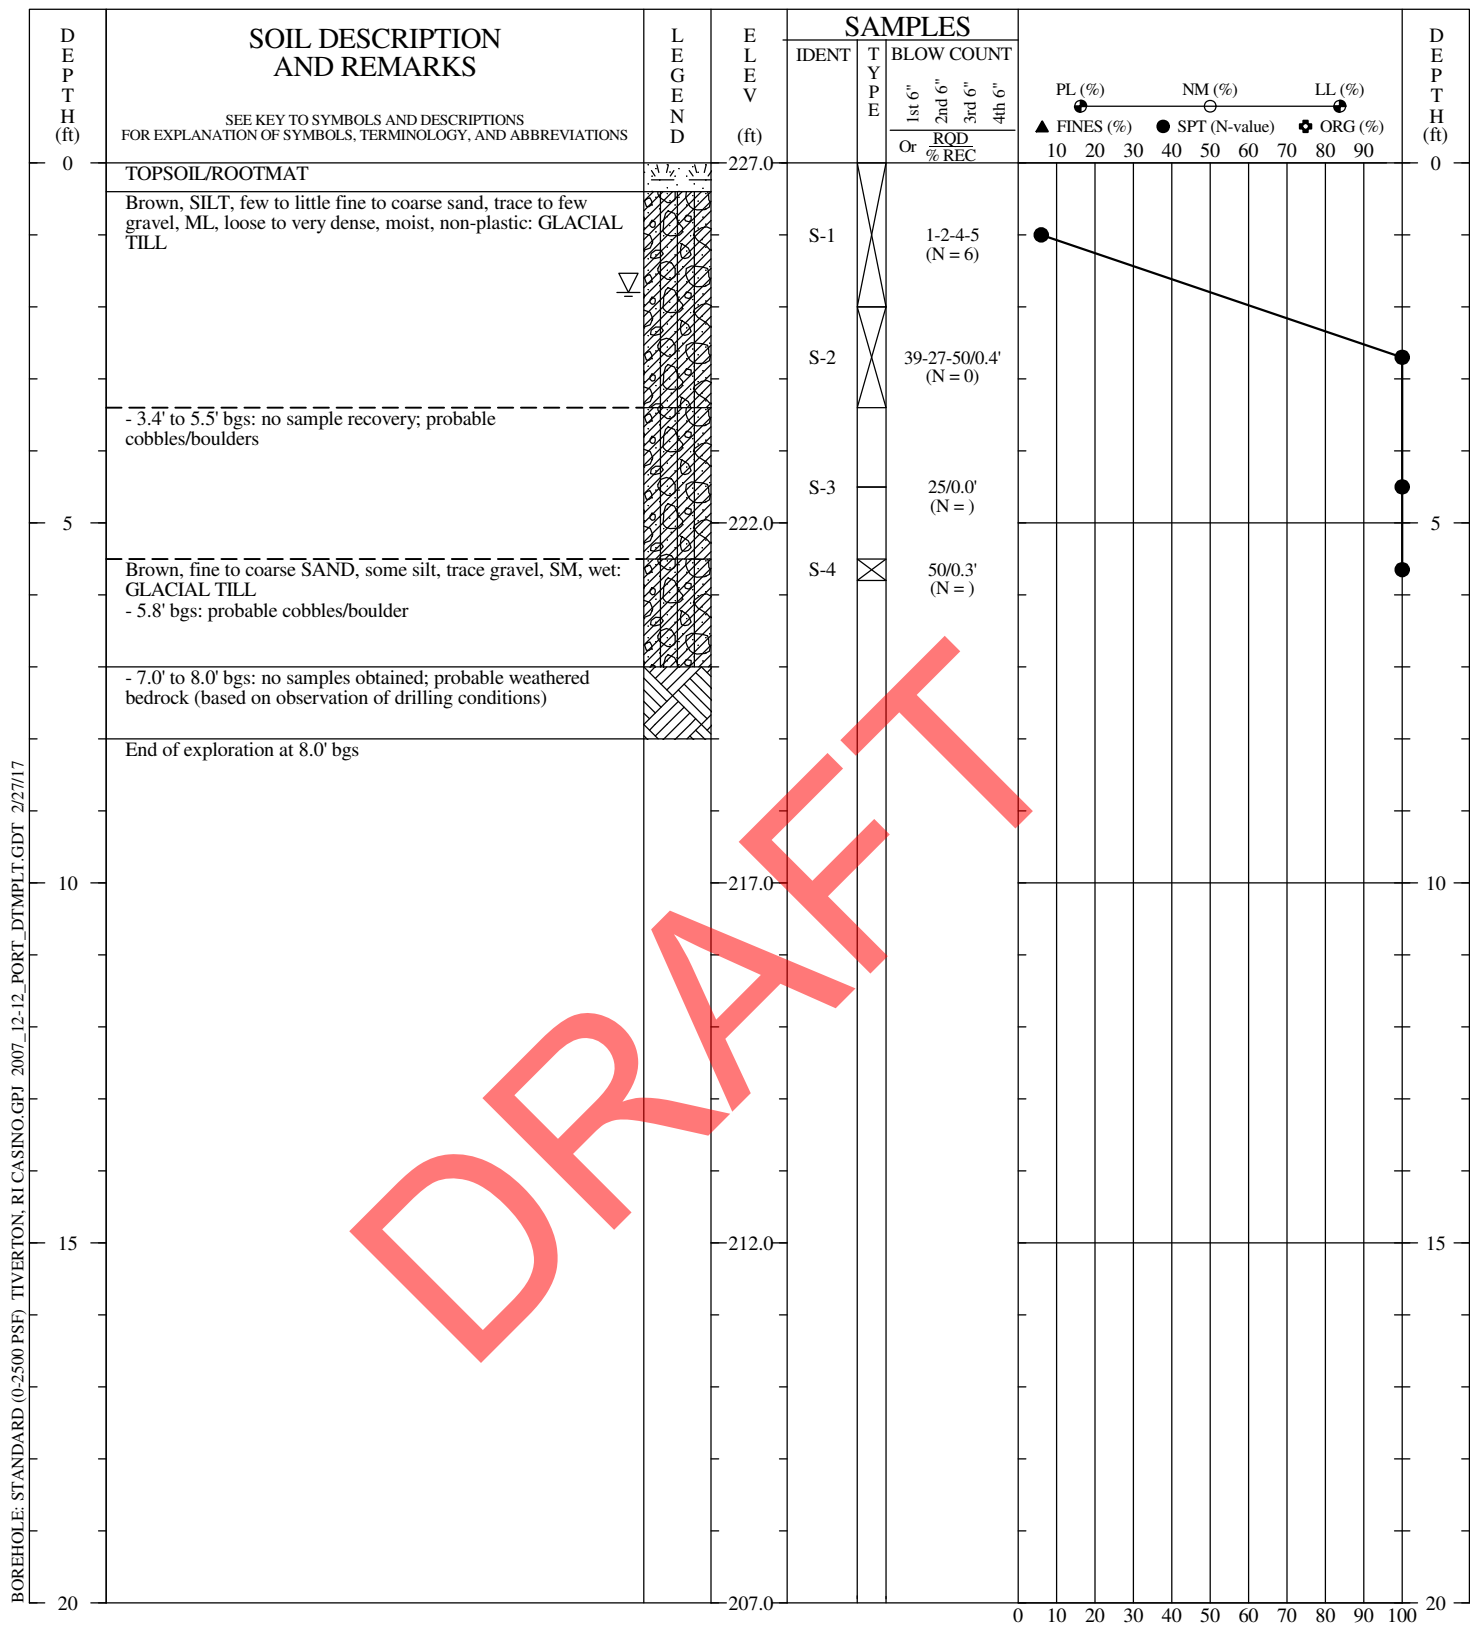 DEPTH
(ft)
SOIL DESCRIPTION
AND REMARKS
SEE KEY TO SYMBOLS AND DESCRIPTIONS
FOR EXPLANATION OF SYMBOLS, TERMINOLOGY, AND ABBREVIATIONS
LEGEND
ELEV
(ft)
SAMPLES
IDENT
TYPE
BLOW COUNT
1st 6"
2nd 6"
3rd 6"
4th 6"
Or RQD
% REC
PL (%) NM (%) LL (%)
FINES (%) SPT (N-value) ORG (%)
10 20 30 40 50 60 70 80 90
DEPTH
(ft)
0 TOPSOIL/ROOTMAT 227.0 0
Brown, SILT, few to little fine to coarse sand, trace to few
gravel, ML, loose to very dense, moist, non-plastic: GLACIAL
TILL
S-1 1-2-4-5
(N = 6)
S-2 39-27-50/0.4'
(N = 0)
- 3.4' to 5.5' bgs: no sample recovery; probable
cobbles/boulders
S-3 25/0.0'
(N = )
5 222.0 5
Brown, fine to coarse SAND, some silt, trace gravel, SM, wet:
GLACIAL TILL
- 5.8' bgs: probable cobbles/boulder
S-4 50/0.3'
(N = )
- 7.0' to 8.0' bgs: no samples obtained; probable weathered
bedrock (based on observation of drilling conditions)
End of exploration at 8.0' bgs
10 217.0 10
15 212.0 15
20 207.0 20
0 10 20 30 40 50 60 70 80 90 100
DRAFT
BOREHOLE: STANDARD (0-2500 PSF) TIVERTON, RI CASINO.GPJ 2007_12-12_PORT_DTMPLT.GDT 2/27/17